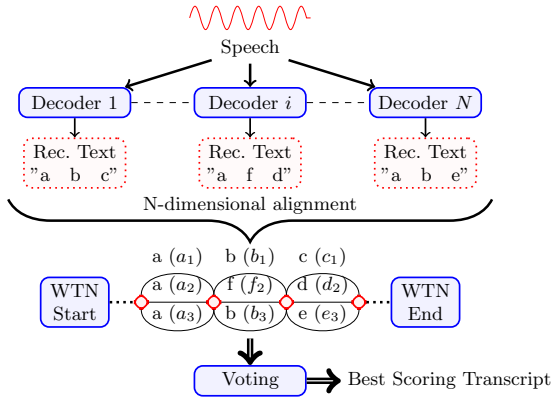 Speech
Decoder 1 Decoder i Decoder N
Rec. Text Rec. Text Rec. Text
"a b c" "a f d" "a b e"
N-dimensional alignment
a (a₁) b (b₁) c (c₁)
a (a₂) f (f₂) d (d₂)
WTN WTN
Start End
a (a₃) b (b₃) e (e₃)
Voting Best Scoring Transcript